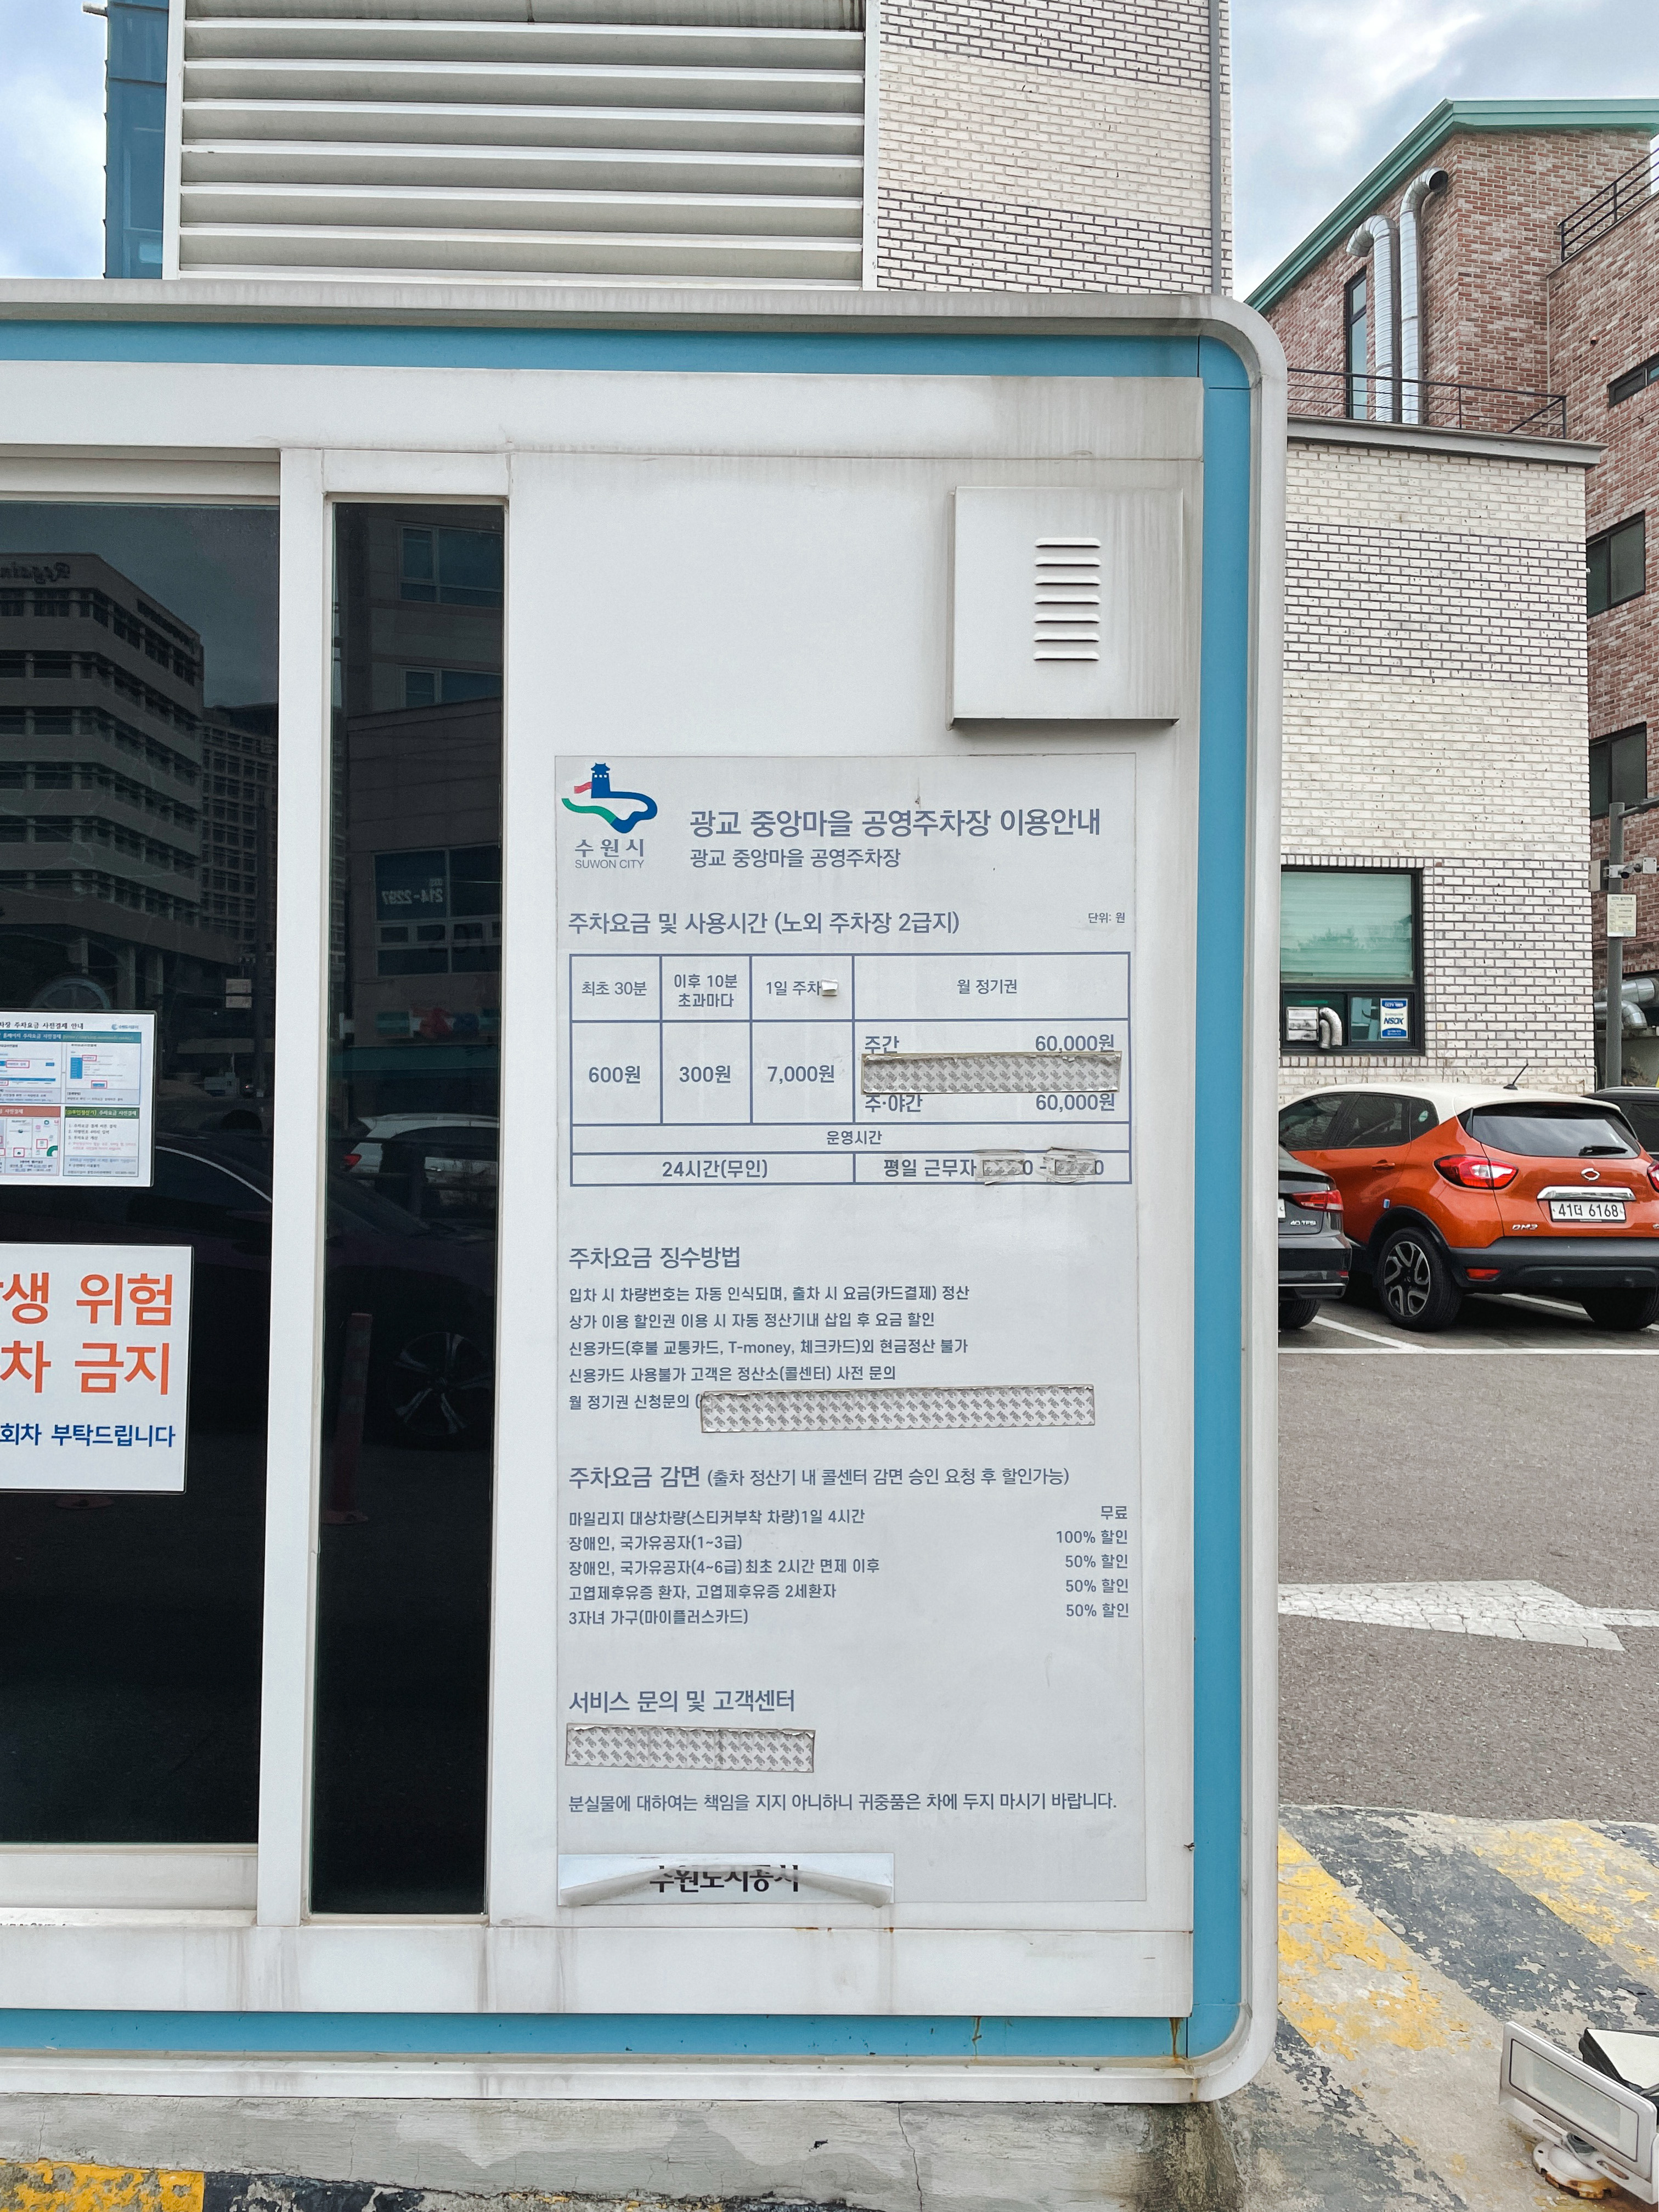 수원시
SUWON CITY
광교 중앙마을 공영주차장 이용안내
광교 중앙마을 공영주차장
주차요금 및 사용시간 (노외 주차장 2급지)
단위: 원
최초 30분
이후 10분
초과마다
1일 주차
월 정기권
600원
300원
7,000원
주간 60,000원
주·야간 60,000원
운영시간
24시간(무인)
평일 근무자 0 - 0
주차요금 징수방법
입차 시 차량번호는 자동 인식되며, 출차 시 요금(카드결제) 정산
상가 이용 할인권 이용 시 자동 정산기내 삽입 후 요금 할인
신용카드(후불 교통카드, T-money, 체크카드)외 현금정산 불가
신용카드 사용불가 고객은 정산소(콜센터) 사전 문의
월 정기권 신청문의 (
주차요금 감면 (출차 정산기 내 콜센터 감면 승인 요청 후 할인가능)
마일리지 대상차량(스티커부착 차량)1일 4시간 무료
장애인, 국가유공자(1~3급) 100% 할인
장애인, 국가유공자(4~6급)최초 2시간 면제 이후 50% 할인
고엽제후유증 환자, 고엽제후유증 2세환자 50% 할인
3자녀 가구(마이플러스카드) 50% 할인
서비스 문의 및 고객센터
분실물에 대하여는 책임을 지지 아니하니 귀중품은 차에 두지 마시기 바랍니다.
수원도시공사
주차요금 사전결제 안내
생 위험
차 금지
회차 부탁드립니다
NSOK
41더 6168
QM3
40 TFSI